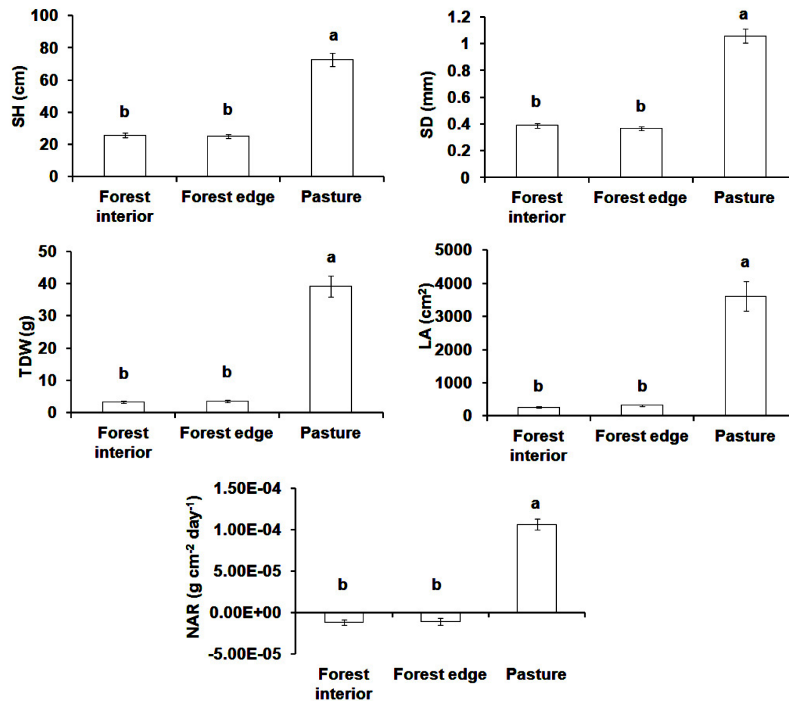 SH (cm)
100
80
60
40
20
0
b
b
a
Forest interior
Forest edge
Pasture
SD (mm)
1.2
1
0.8
0.6
0.4
0.2
0
b
b
a
Forest interior
Forest edge
Pasture
TDW (g)
50
40
30
20
10
0
b
b
a
Forest interior
Forest edge
Pasture
LA (cm²)
5000
4000
3000
2000
1000
0
b
b
a
Forest interior
Forest edge
Pasture
NAR (g cm⁻² day⁻¹)
1.50E-04
1.00E-04
5.00E-05
0.00E+00
-5.00E-05
b
b
a
Forest interior
Forest edge
Pasture